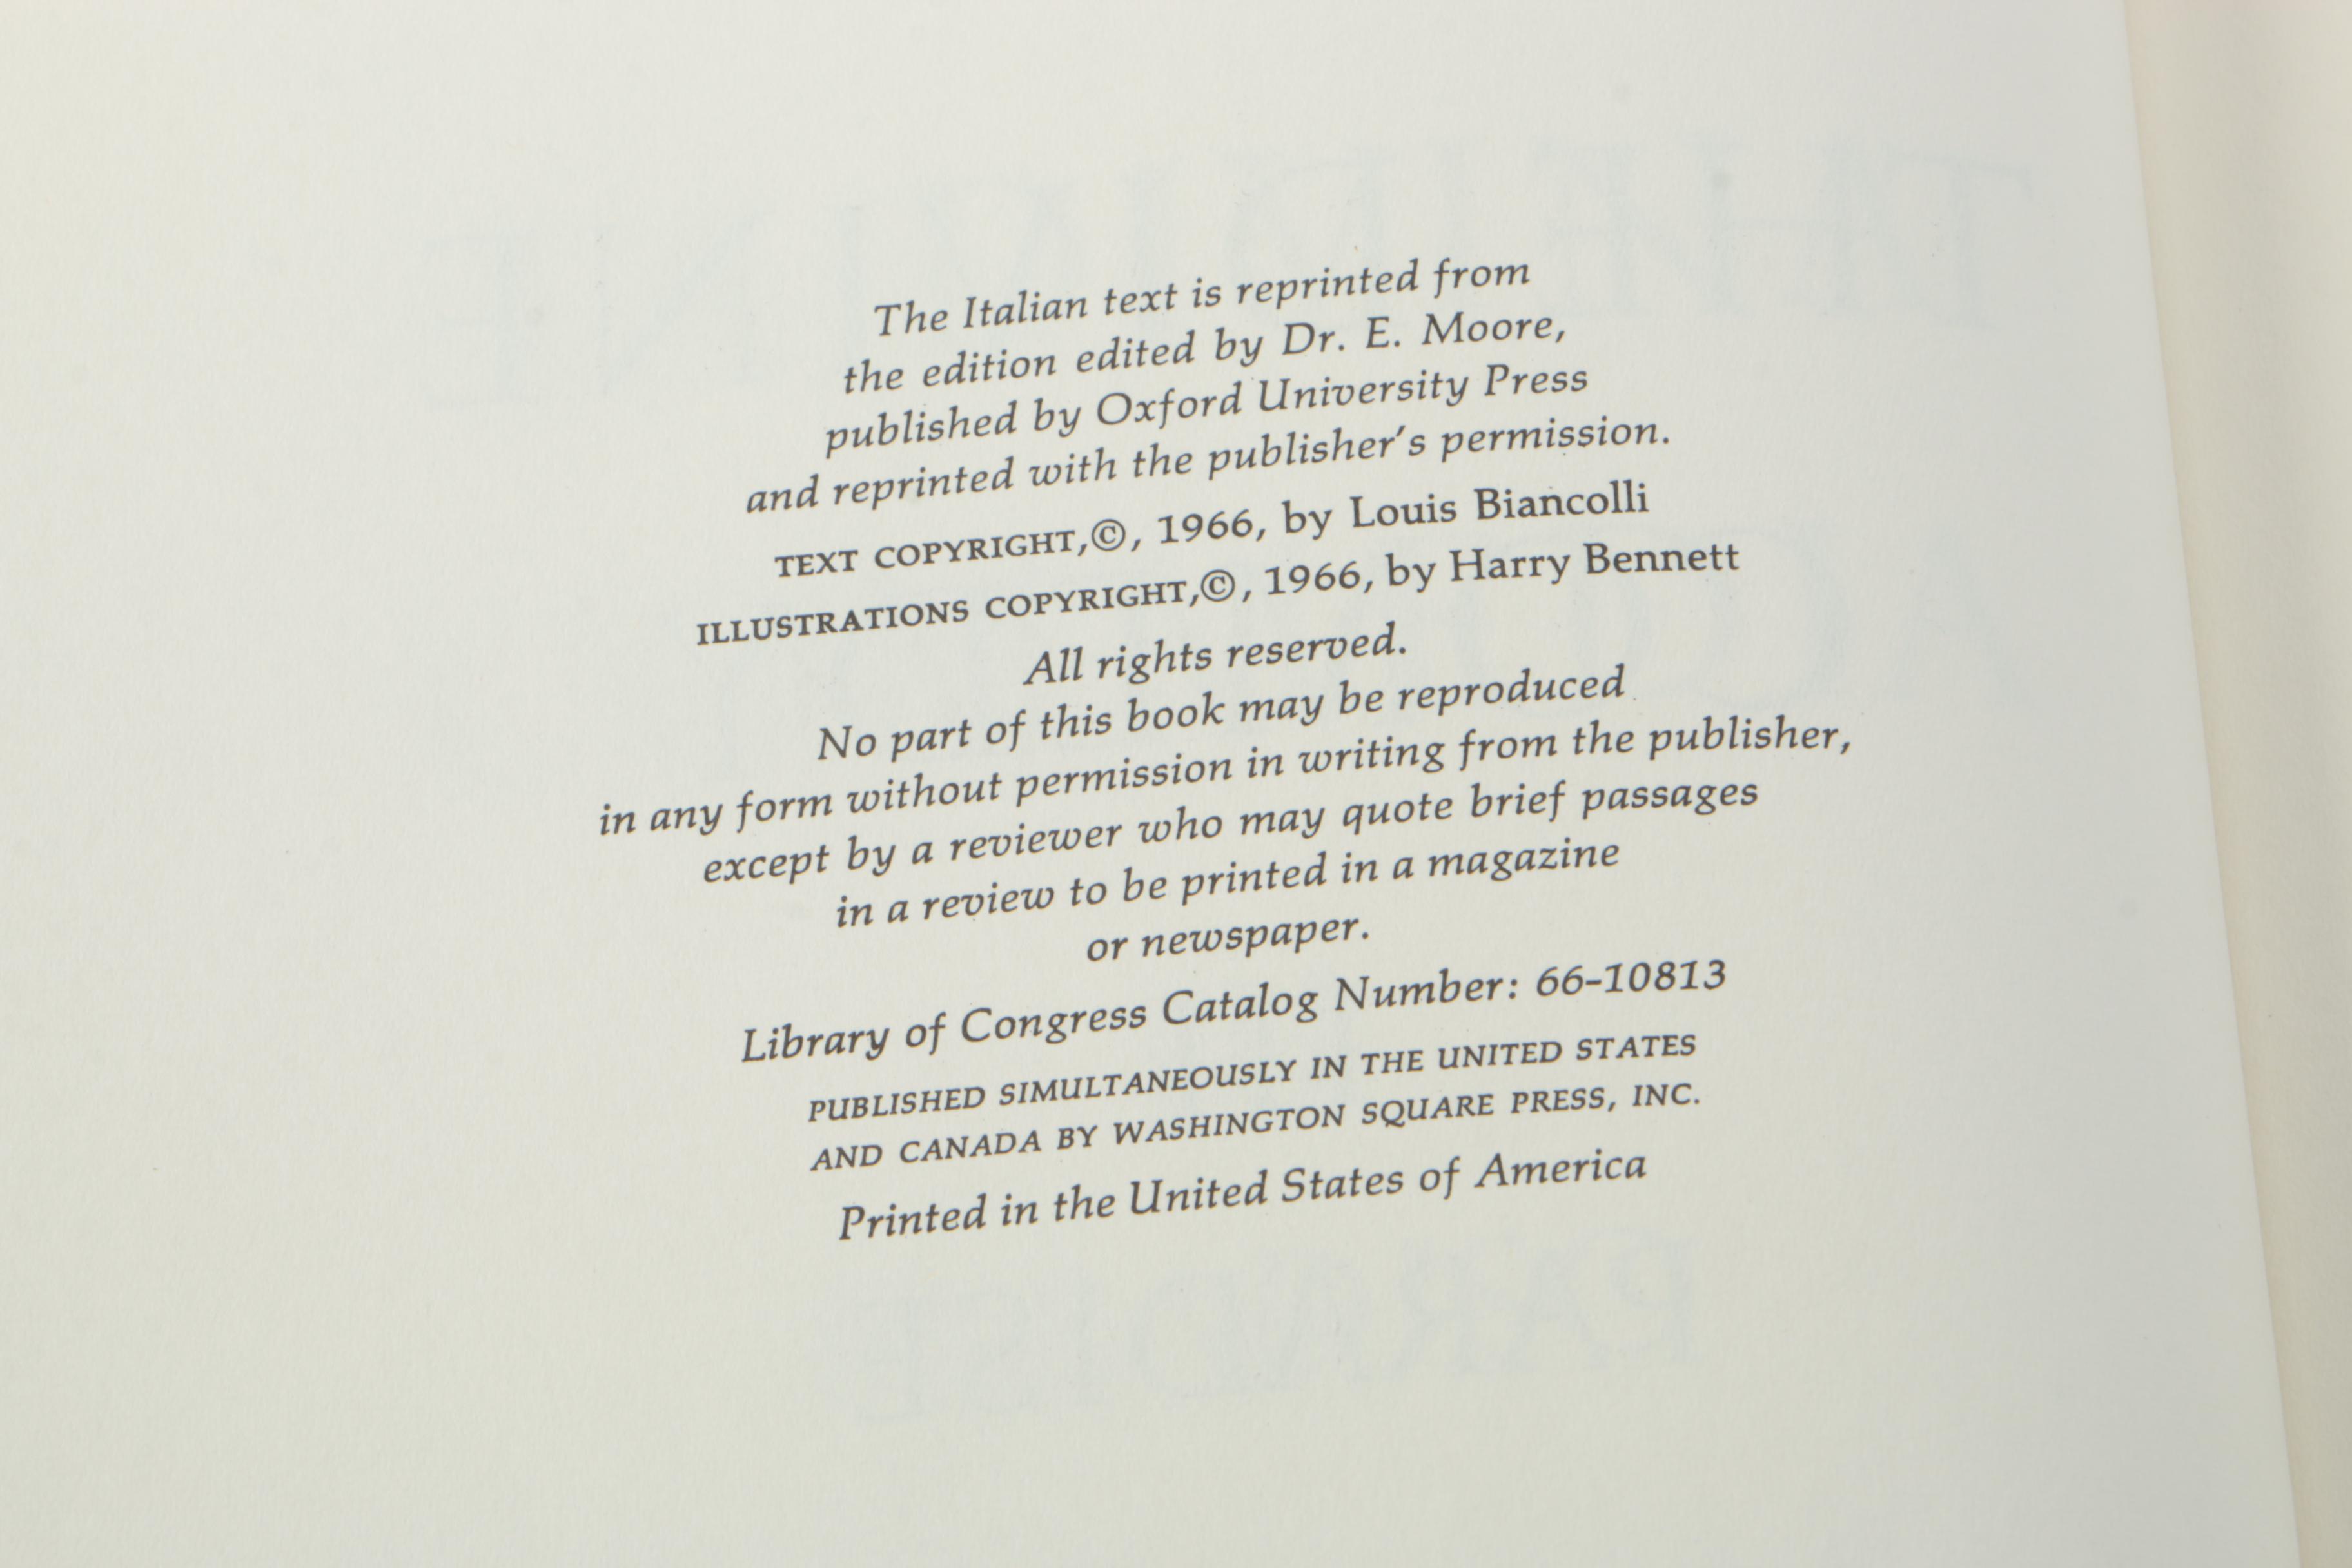 The Italian text is reprinted from
the edition edited by Dr. E. Moore,
published by Oxford University Press
and reprinted with the publisher's permission.
TEXT COPYRIGHT,©, 1966, by Louis Biancolli
ILLUSTRATIONS COPYRIGHT,©, 1966, by Harry Bennett
All rights reserved.
No part of this book may be reproduced
in any form without permission in writing from the publisher,
except by a reviewer who may quote brief passages
in a review to be printed in a magazine
or newspaper.
Library of Congress Catalog Number: 66-10813
PUBLISHED SIMULTANEOUSLY IN THE UNITED STATES
AND CANADA BY WASHINGTON SQUARE PRESS, INC.
Printed in the United States of America